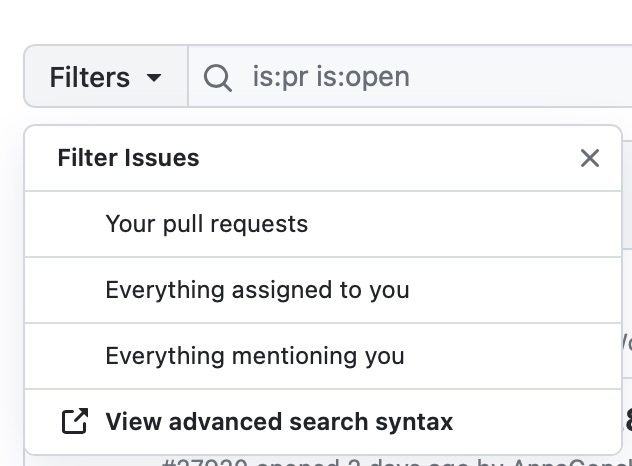 Filters
is:pr is:open
Filter Issues
Your pull requests
Everything assigned to you
Everything mentioning you
View advanced search syntax